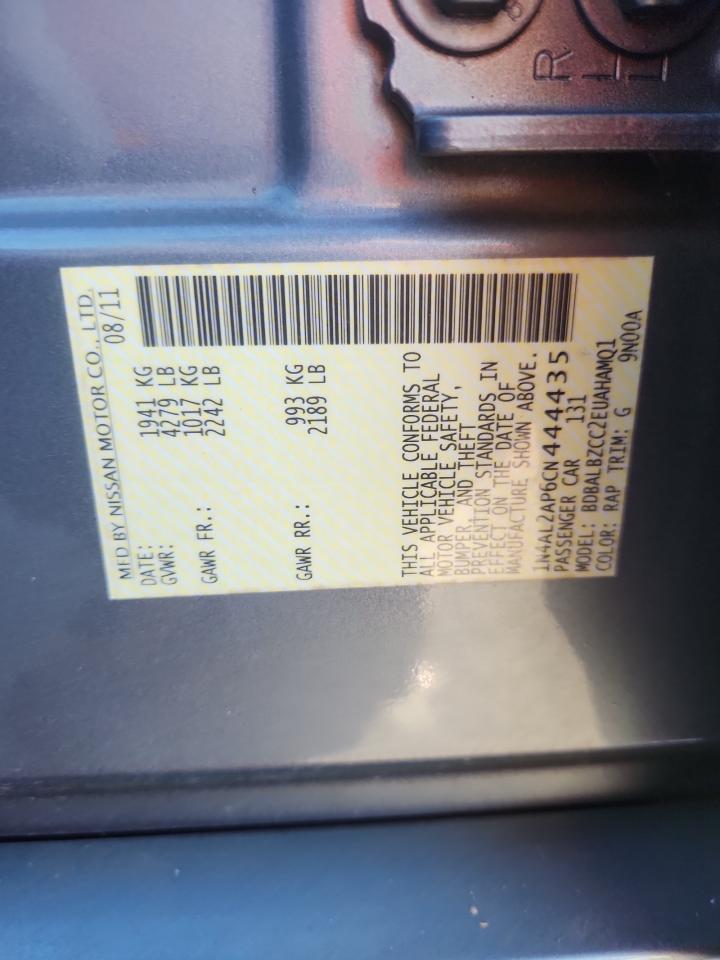 MFD BY NISSAN MOTOR CO., LTD.
DATE: 08/11
GVWR: 1941 KG
4279 LB
GAWR FR.: 1017 KG
2242 LB
GAWR RR.: 993 KG
2189 LB
THIS VEHICLE CONFORMS TO
ALL APPLICABLE FEDERAL
MOTOR VEHICLE SAFETY,
BUMPER, AND THEFT
PREVENTION STANDARDS IN
EFFECT ON THE DATE OF
MANUFACTURE SHOWN ABOVE.
1N4AL2AP6CN444435
PASSENGER CAR 131
MODEL: BDBALBZCC2EUAHAMQ1
COLOR: RAP TRIM: G 9N00A
R